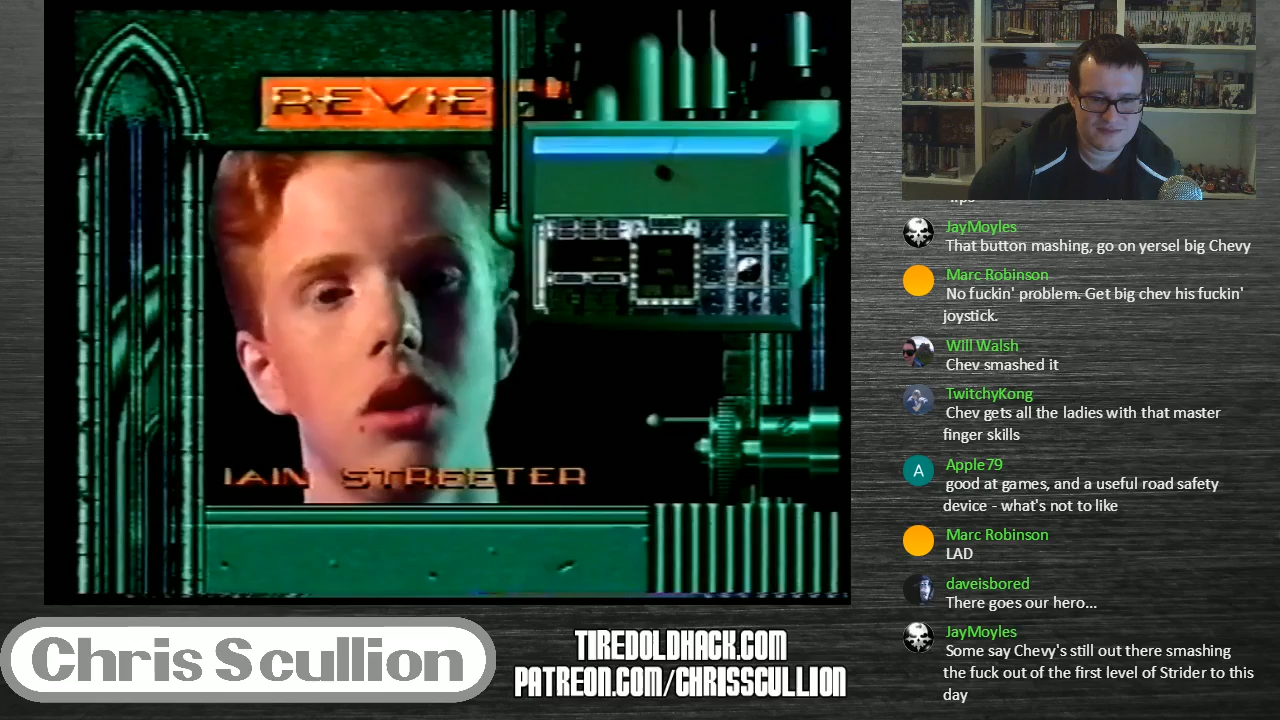 REVIE
IAIN STREETER
JayMoyles
That button mashing, go on yersel big Chevy
Marc Robinson
No fuckin' problem. Get big chev his fuckin'
joystick.
Will Walsh
Chev smashed it
TwitchyKong
Chev gets all the ladies with that master
finger skills
A
Apple79
good at games, and a useful road safety
device - what's not to like
Marc Robinson
LAD
daveisbored
There goes our hero...
JayMoyles
Some say Chevy's still out there smashing
the fuck out of the first level of Strider to this
day
Chris Scullion
TIREDOLDHACK.COM
PATREON.COM/CHRISSCULLION